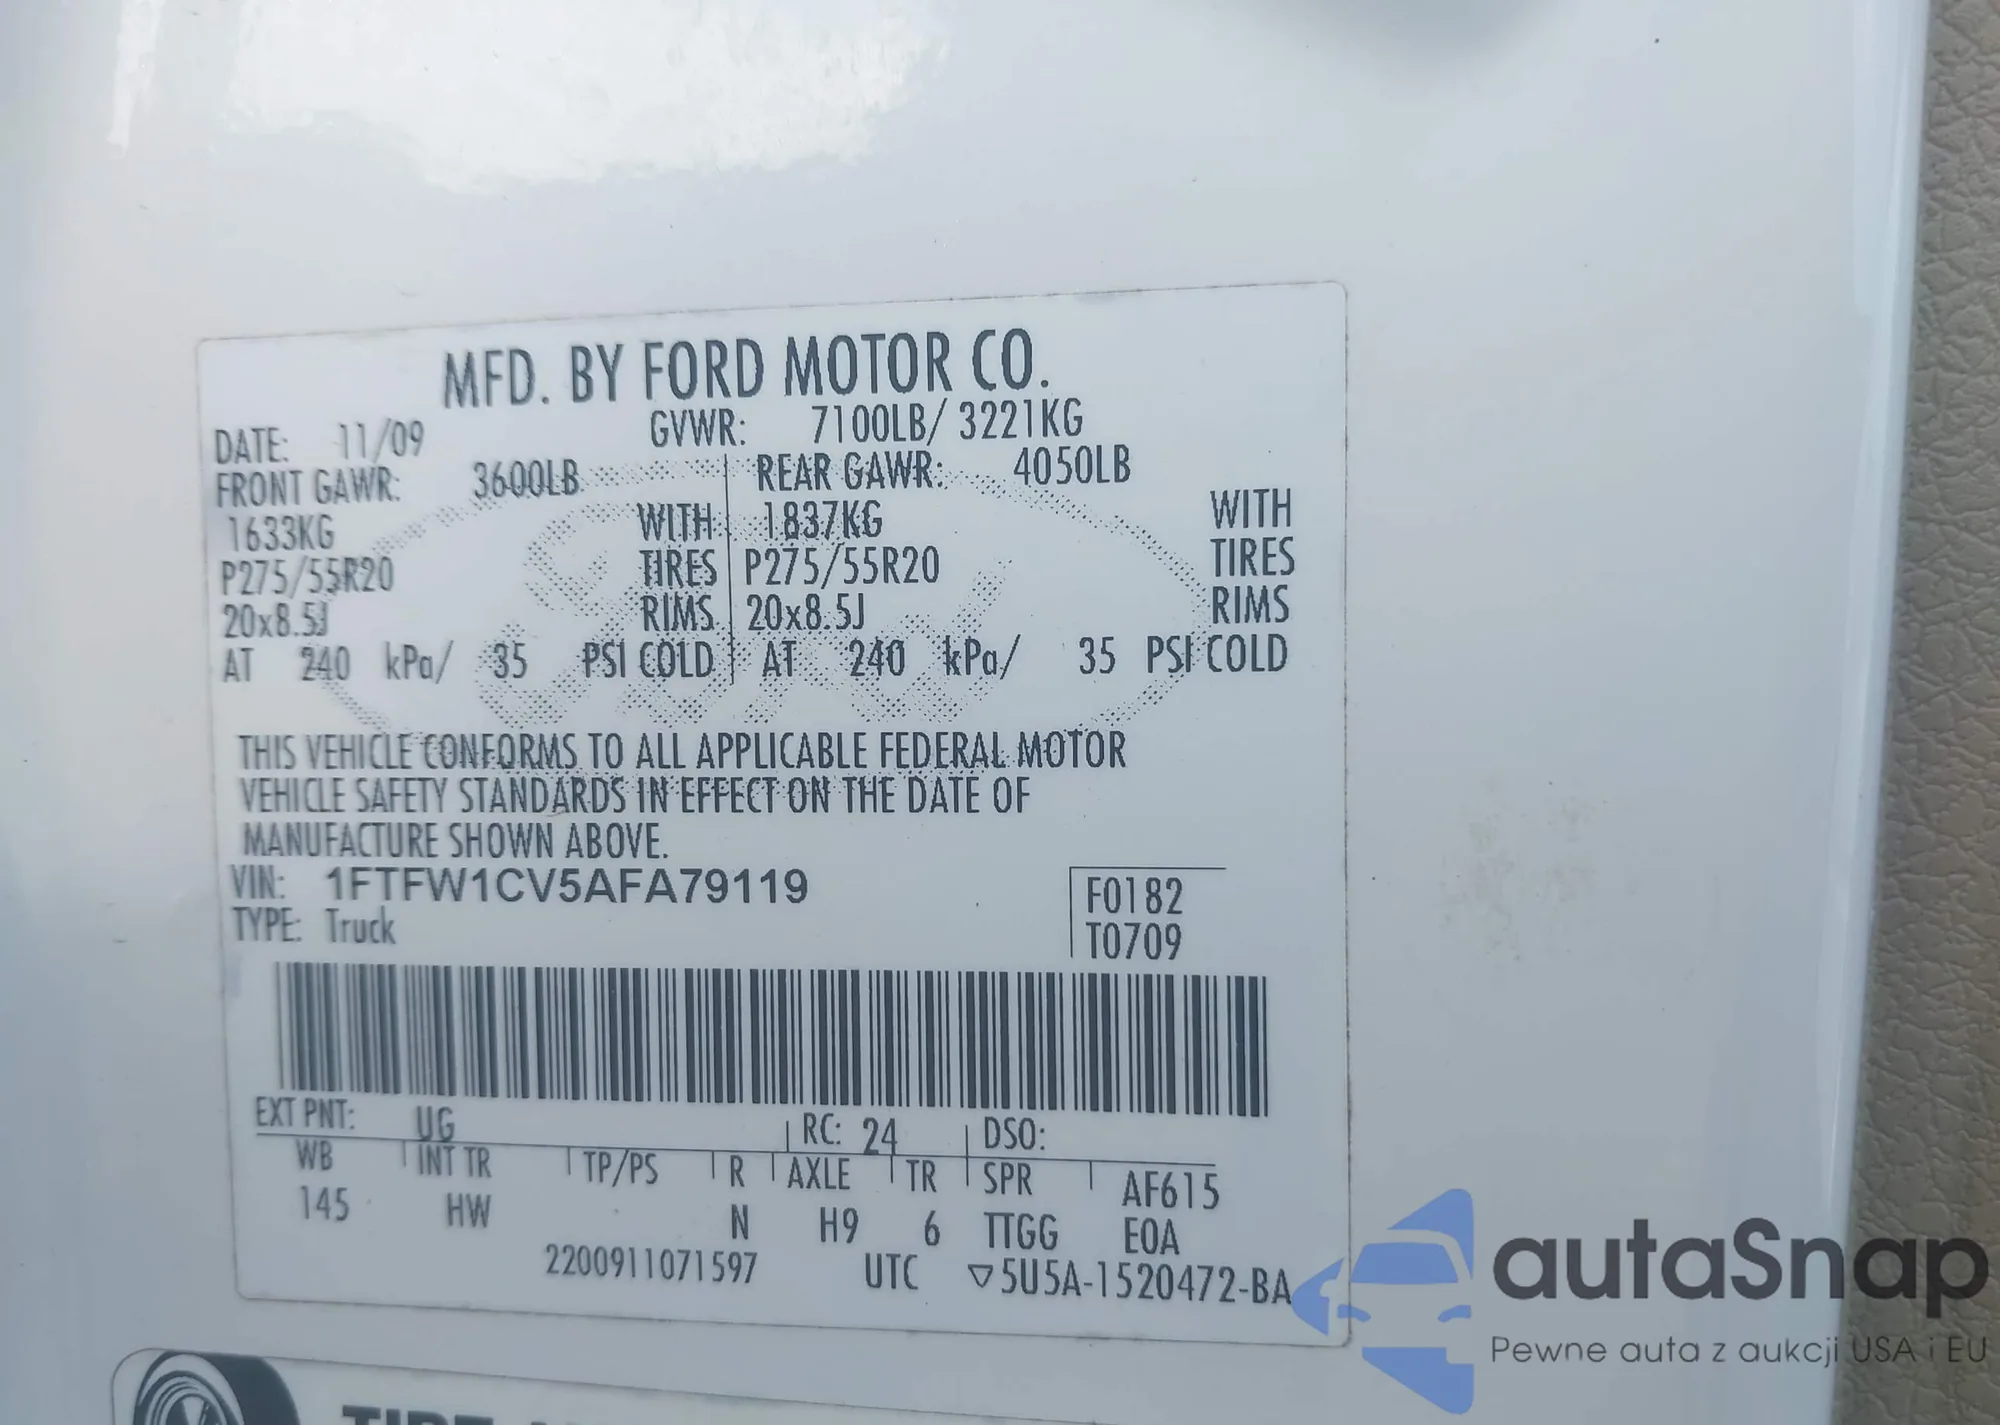 MFD. BY FORD MOTOR CO.
DATE: 11/09 GVWR: 7100LB/ 3221KG
FRONT GAWR: 3600LB REAR GAWR: 4050LB
1633KG WITH 1837KG WITH
P275/55R20 TIRES P275/55R20 TIRES
20x8.5J RIMS 20x8.5J RIMS
AT 240 kPa/ 35 PSI COLD AT 240 kPa/ 35 PSI COLD
THIS VEHICLE CONFORMS TO ALL APPLICABLE FEDERAL MOTOR
VEHICLE SAFETY STANDARDS IN EFFECT ON THE DATE OF
MANUFACTURE SHOWN ABOVE.
VIN: 1FTFW1CV5AFA79119 F0182
TYPE: Truck T0709
EXT PNT: UG RC: 24 DSO:
WB INT TR TP/PS R AXLE TR SPR AF615
145 HW N H9 6 TTGG E0A
2200911071597 UTC ▽5U5A-1520472-BA
autaSnap
Pewne auta z aukcji USA i EU